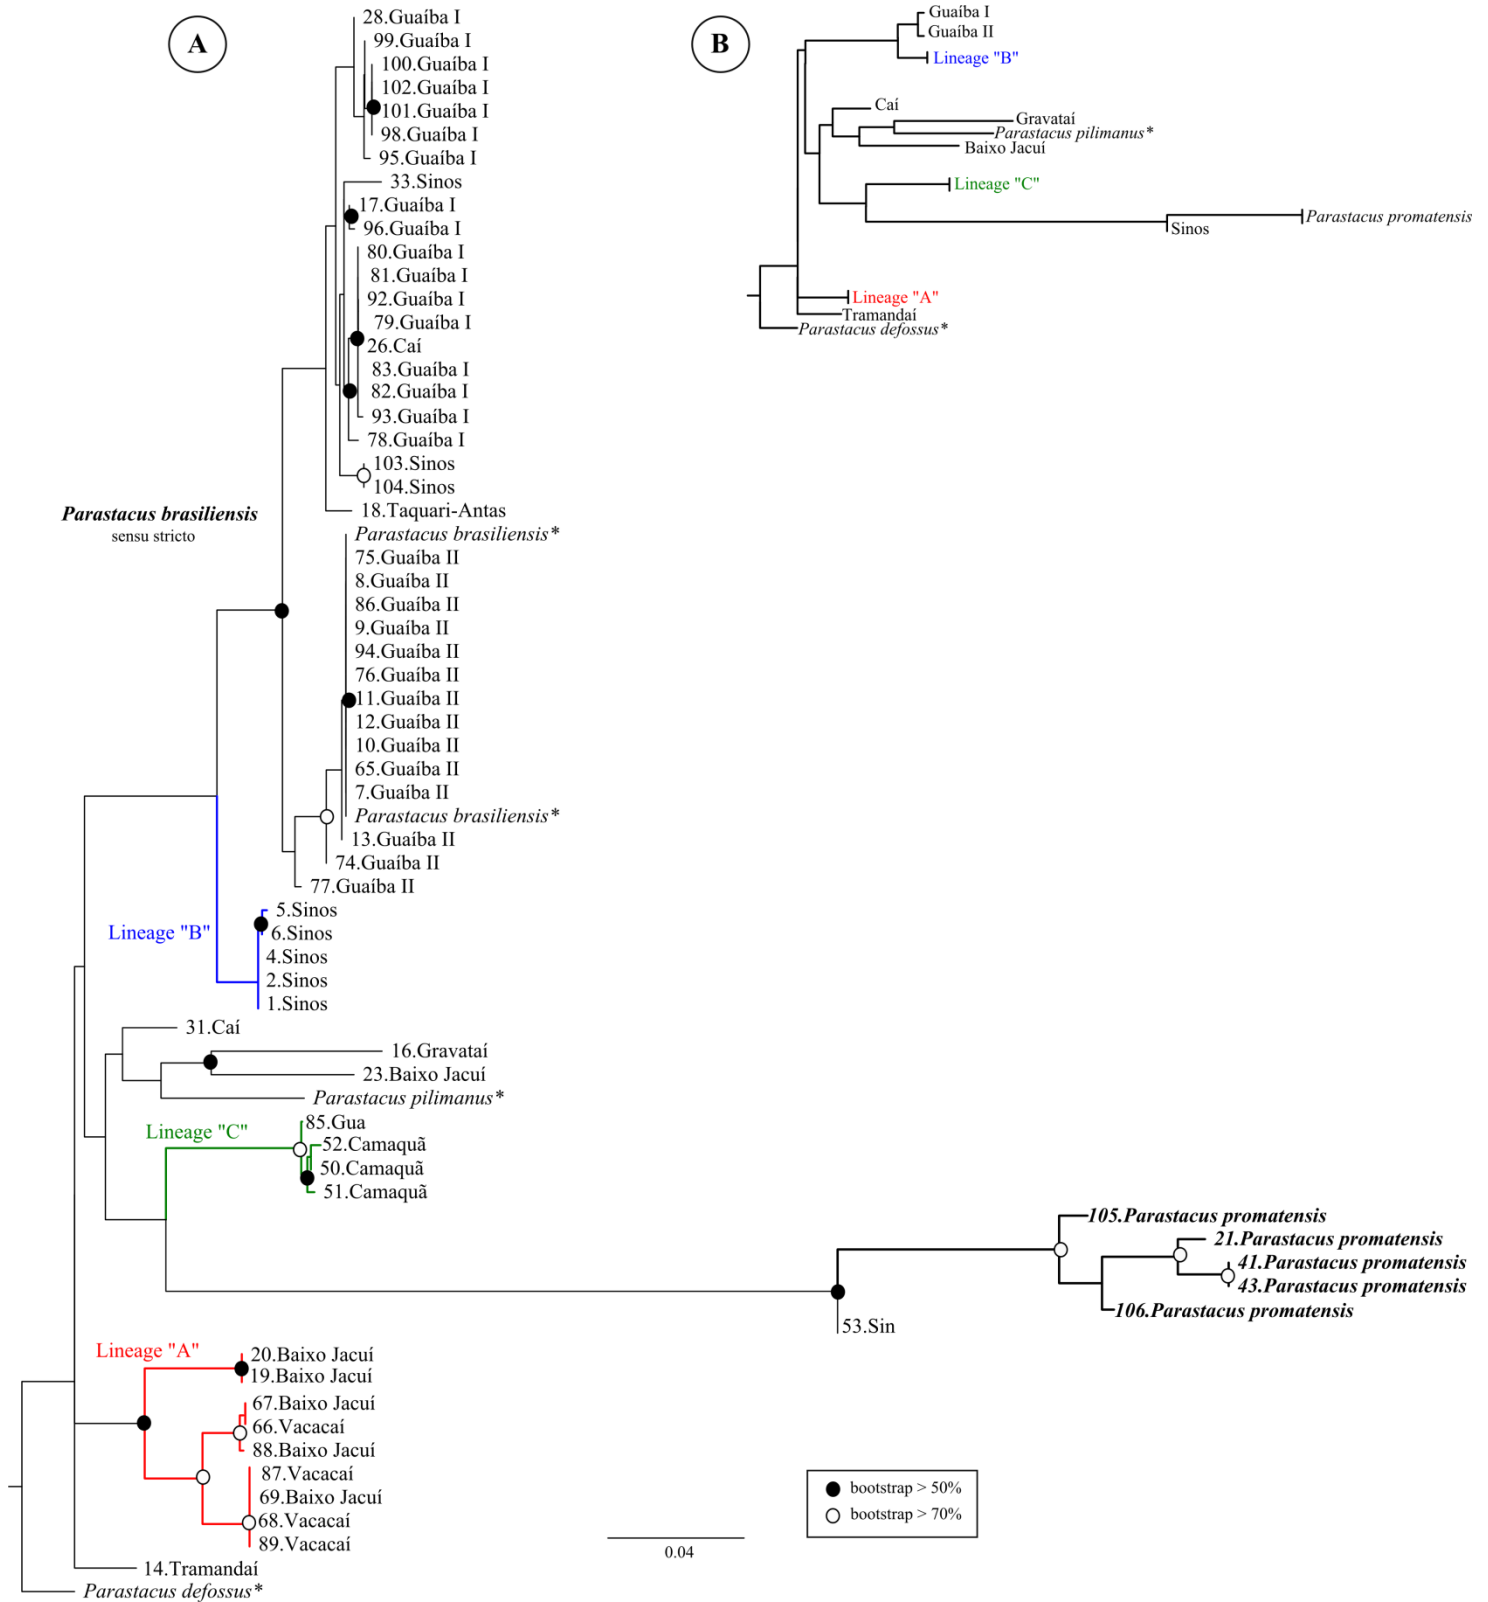 A
28.Guaíba I
99.Guaíba I
100.Guaíba I
102.Guaíba I
101.Guaíba I
98.Guaíba I
95.Guaíba I
33.Sinos
17.Guaíba I
96.Guaíba I
80.Guaíba I
81.Guaíba I
92.Guaíba I
79.Guaíba I
26.Caí
83.Guaíba I
82.Guaíba I
93.Guaíba I
78.Guaíba I
103.Sinos
104.Sinos
18.Taquari-Antas
Parastacus brasiliensis
sensu stricto
Parastacus brasiliensis*
75.Guaíba II
8.Guaíba II
86.Guaíba II
9.Guaíba II
94.Guaíba II
76.Guaíba II
11.Guaíba II
12.Guaíba II
10.Guaíba II
65.Guaíba II
7.Guaíba II
Parastacus brasiliensis*
13.Guaíba II
74.Guaíba II
77.Guaíba II
Lineage "B"
5.Sinos
6.Sinos
4.Sinos
2.Sinos
1.Sinos
31.Caí
16.Gravataí
23.Baixo Jacuí
Parastacus pilimanus*
Lineage "C"
85.Gua
52.Camaquã
50.Camaquã
51.Camaquã
105.Parastacus promatensis
21.Parastacus promatensis
41.Parastacus promatensis
43.Parastacus promatensis
106.Parastacus promatensis
53.Sin
Lineage "A"
20.Baixo Jacuí
19.Baixo Jacuí
67.Baixo Jacuí
66.Vacacaí
88.Baixo Jacuí
87.Vacacaí
69.Baixo Jacuí
68.Vacacaí
89.Vacacaí
14.Tramandaí
Parastacus defossus*
B
Guaíba I
Guaíba II
Lineage "B"
Caí
Gravataí
Parastacus pilimanus*
Baixo Jacuí
Lineage "C"
Parastacus promatensis
Sinos
Lineage "A"
Tramandaí
Parastacus defossus*
bootstrap > 50%
bootstrap > 70%
0.04